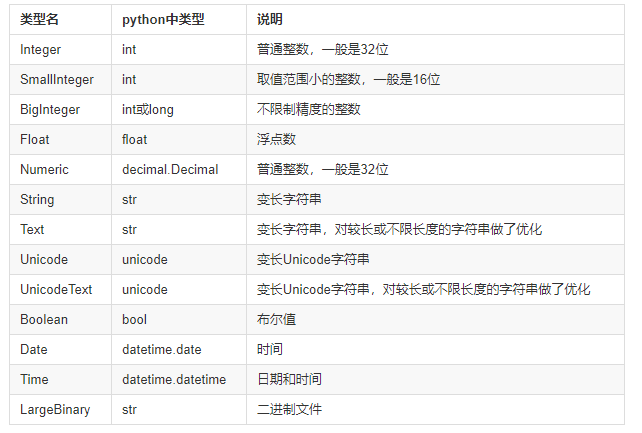 类型名 python中类型 说明
Integer int 普通整数，一般是32位
SmallInteger int 取值范围小的整数，一般是16位
BigInteger int或long 不限制精度的整数
Float float 浮点数
Numeric decimal.Decimal 普通整数，一般是32位
String str 变长字符串
Text str 变长字符串，对较长或不限长度的字符串做了优化
Unicode unicode 变长Unicode字符串
UnicodeText unicode 变长Unicode字符串，对较长或不限长度的字符串做了优化
Boolean bool 布尔值
Date datetime.date 时间
Time datetime.datetime 日期和时间
LargeBinary str 二进制文件